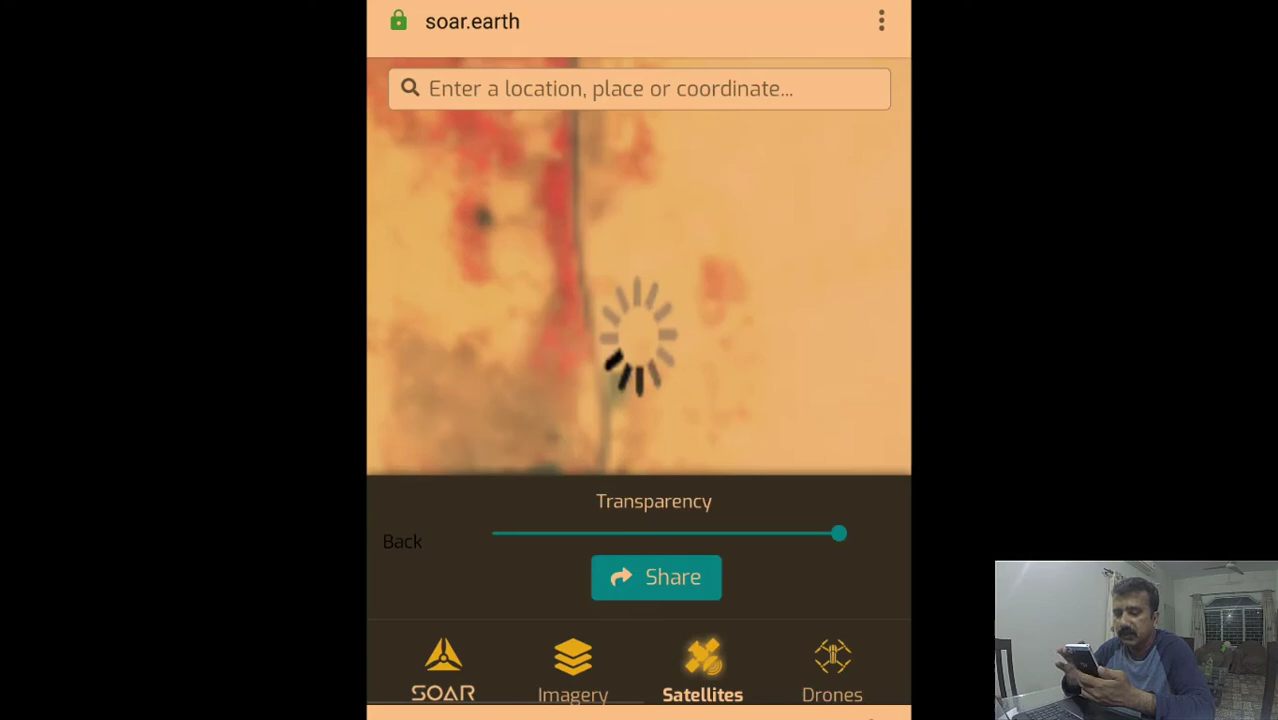 soar.earth
Enter a location, place or coordinate...
Transparency
Back
Share
SOAR
Imagery
Satellites
Drones